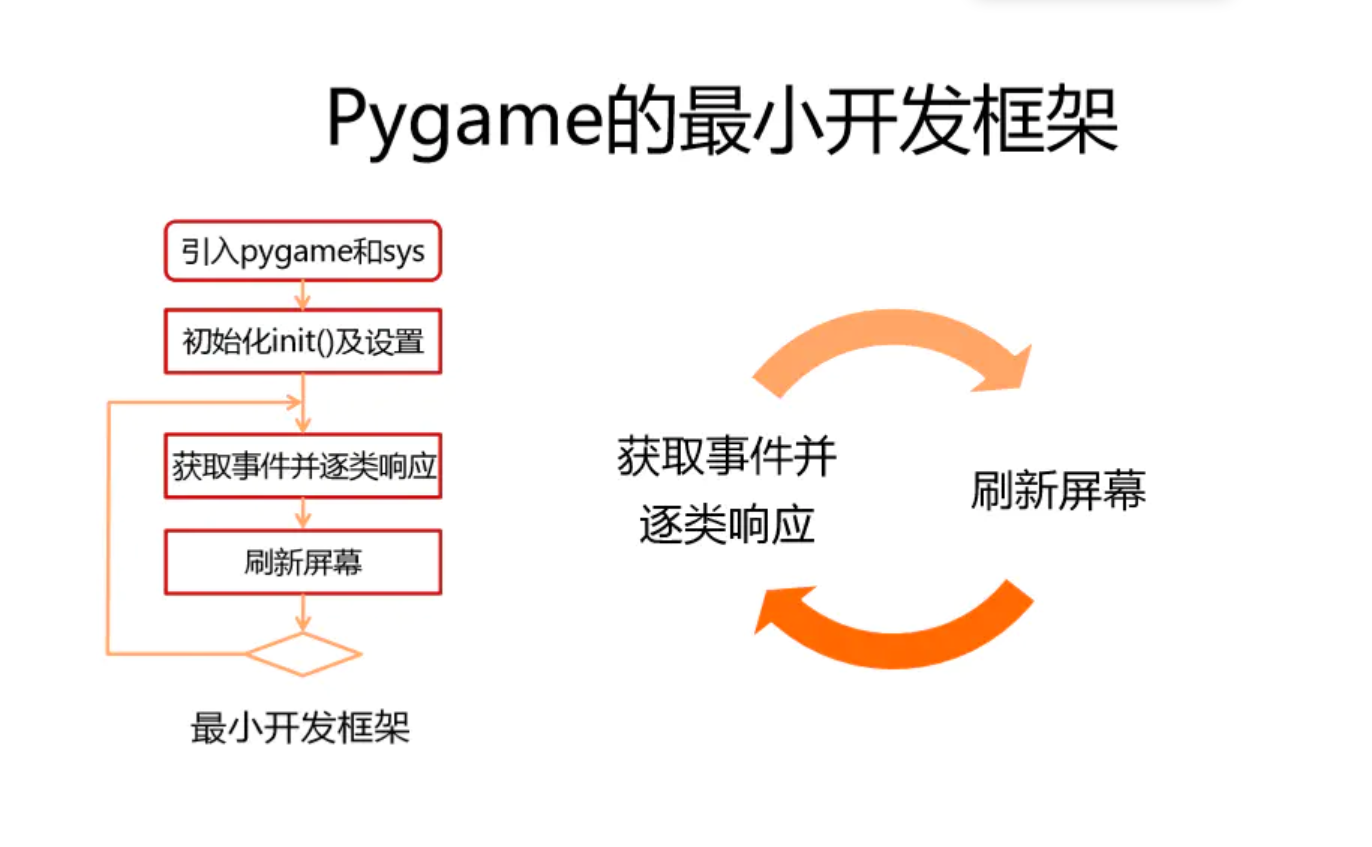 Pygame的最小开发框架
引入pygame和sys
初始化init()及设置
获取事件并逐类响应
刷新屏幕
最小开发框架
获取事件并
逐类响应
刷新屏幕